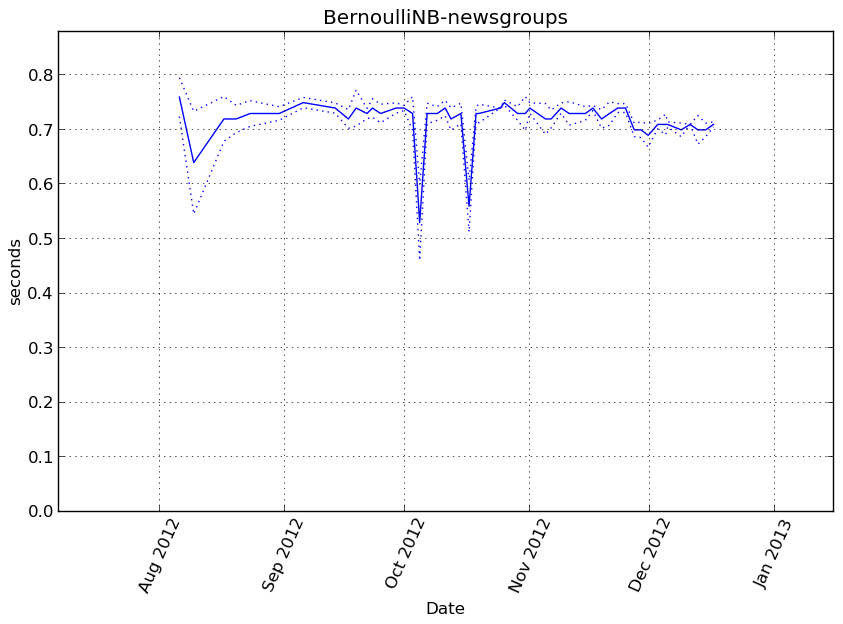 BernoulliNB-newsgroups
0.8
0.7
0.6
0.5
0.4
0.3
0.2
0.1
0.0
seconds
Aug 2012
Sep 2012
Oct 2012
Nov 2012
Dec 2012
Jan 2013
Date